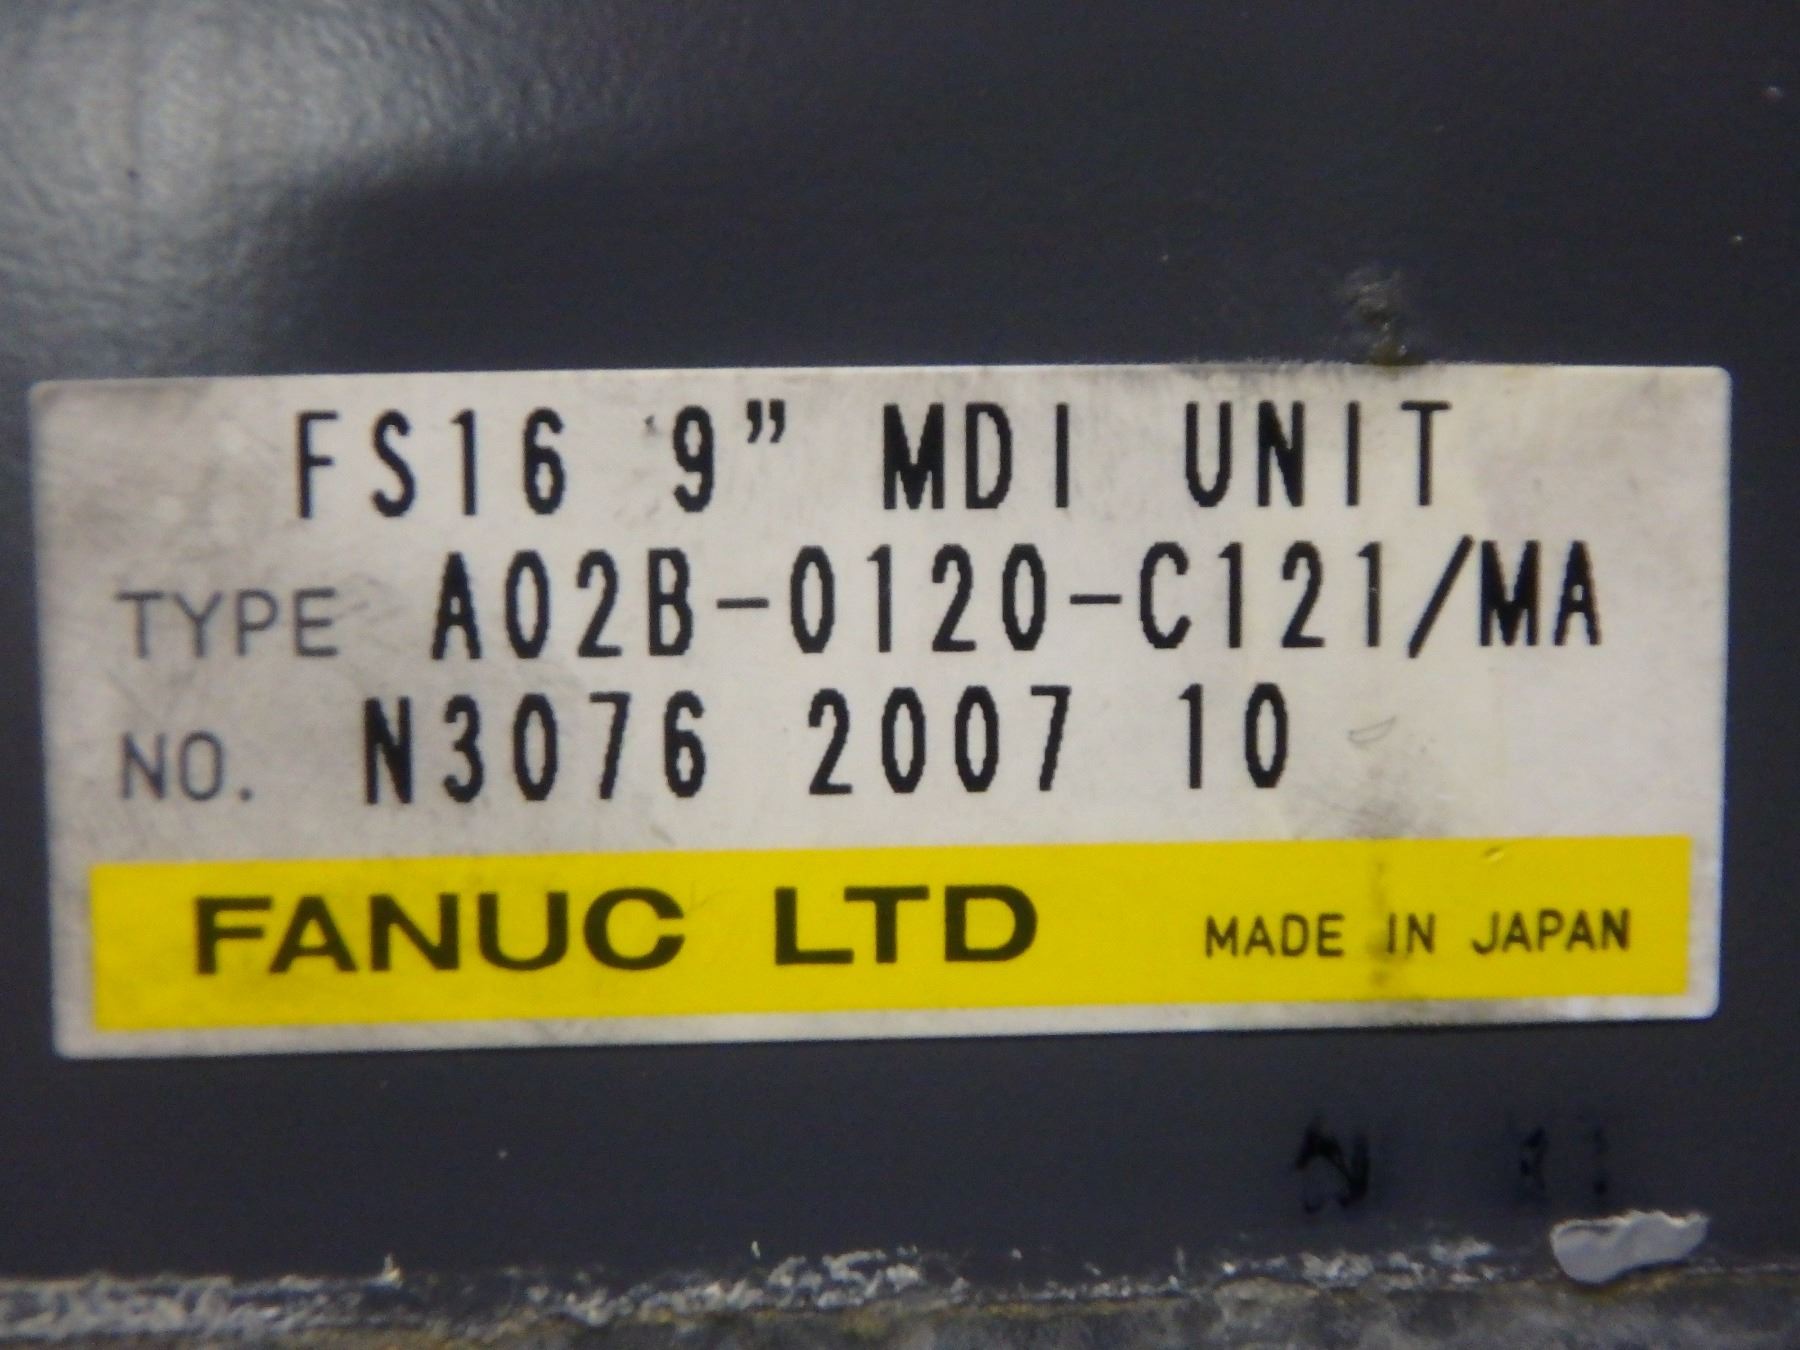 FS16 9” MDI UNIT
TYPE A02B-0120-C121/MA
NO. N3076 2007 10
FANUC LTD MADE IN JAPAN